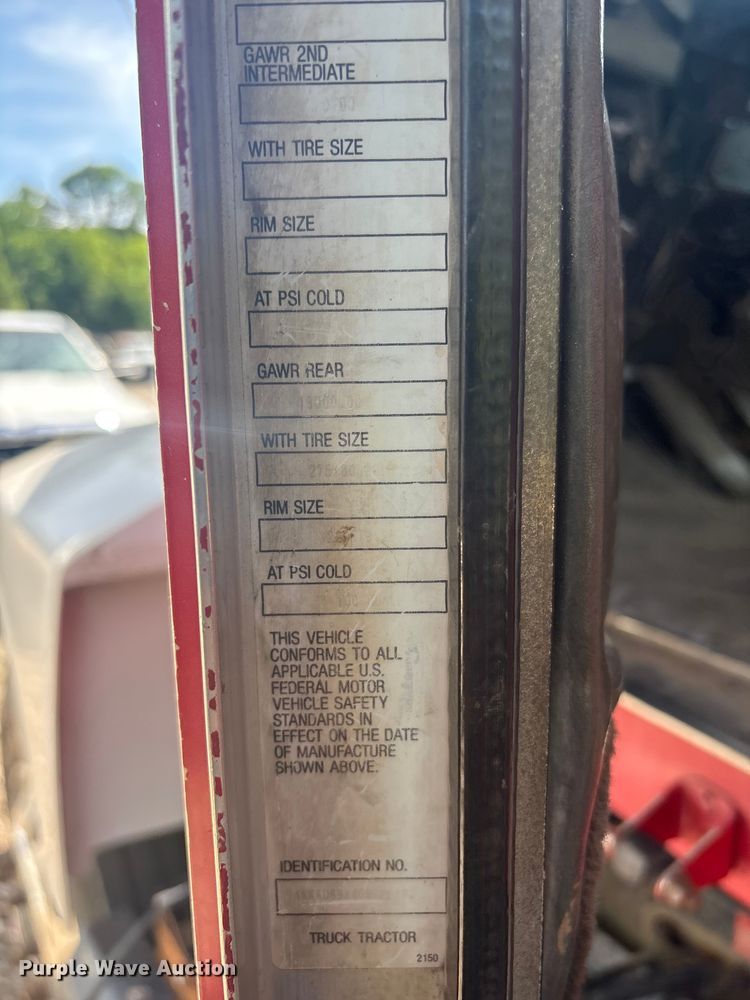 GAWR 2ND
INTERMEDIATE
WITH TIRE SIZE
RIM SIZE
AT PSI COLD
GAWR REAR
WITH TIRE SIZE
RIM SIZE
AT PSI COLD
100
THIS VEHICLE
CONFORMS TO ALL
APPLICABLE U.S.
FEDERAL MOTOR
VEHICLE SAFETY
STANDARDS IN
EFFECT ON THE DATE
OF MANUFACTURE
SHOWN ABOVE.
IDENTIFICATION NO.
TRUCK TRACTOR
2150
Purple Wave Auction